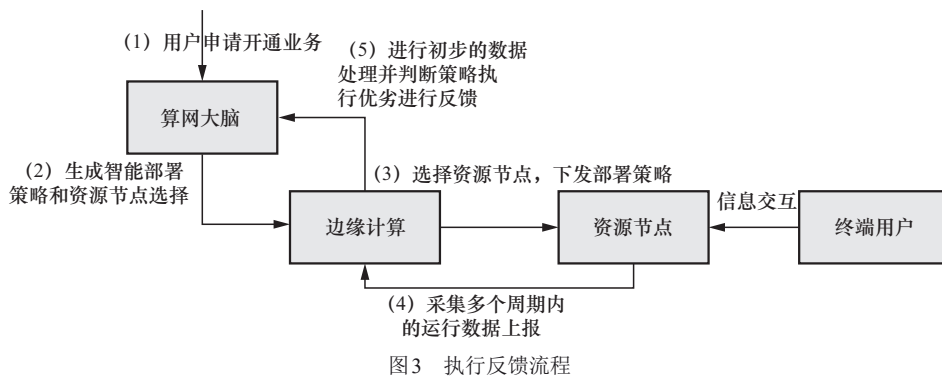 （1）用户申请开通业务
（5）进行初步的数据
处理并判断策略执
行优劣进行反馈
算网大脑
（2）生成智能部署
策略和资源节点选择
（3）选择资源节点，下发部署策略
边缘计算
资源节点
信息交互
终端用户
（4）采集多个周期内
的运行数据上报
图3 执行反馈流程